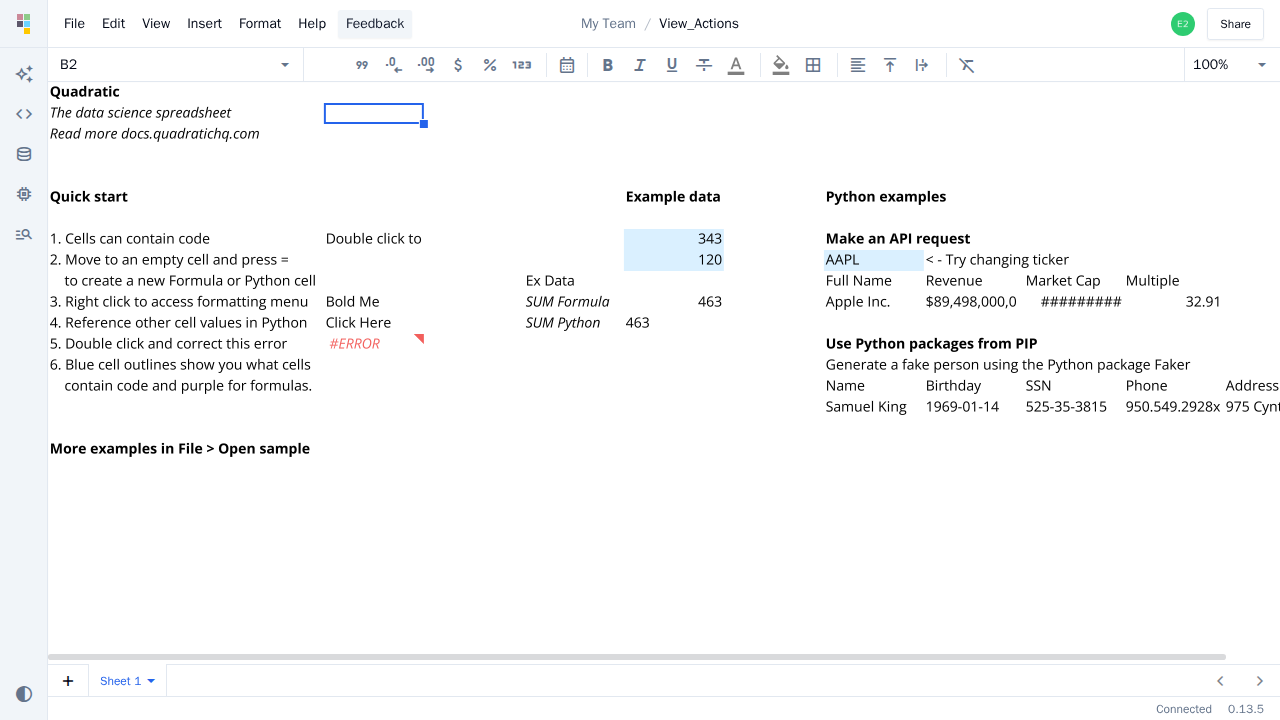 File Edit View Insert Format Help Feedback My Team / View_Actions E2 Share
B2 99 .0 .00 $ % 123 B I U A 100%
Quadratic
The data science spreadsheet
Read more docs.quadratichq.com
Quick start Example data Python examples
1. Cells can contain code Double click to 343 Make an API request
2. Move to an empty cell and press = 120 AAPL < - Try changing ticker
to create a new Formula or Python cell Ex Data Full Name Revenue Market Cap Multiple
3. Right click to access formatting menu Bold Me SUM Formula 463 Apple Inc. $89,498,000,0 ######### 32.91
4. Reference other cell values in Python Click Here SUM Python 463
5. Double click and correct this error #ERROR Use Python packages from PIP
6. Blue cell outlines show you what cells Generate a fake person using the Python package Faker
contain code and purple for formulas. Name Birthday SSN Phone Address
Samuel King 1969-01-14 525-35-3815 950.549.2928x 975 Cynt
More examples in File > Open sample
+ Sheet 1
Connected 0.13.5